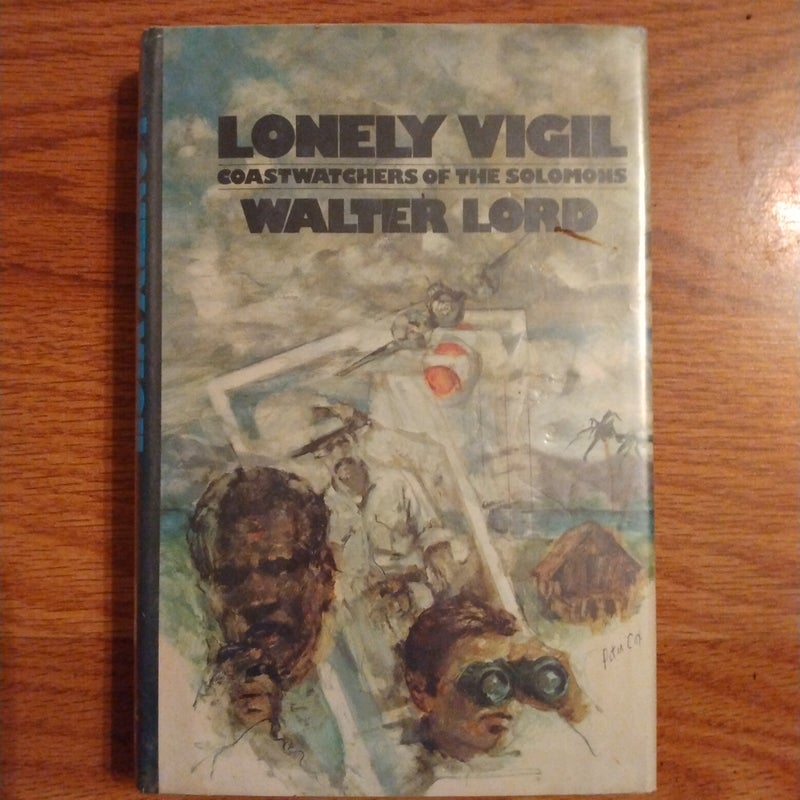 LONELY VIGIL
COASTWATCHERS OF THE SOLOMONS
WALTER LORD